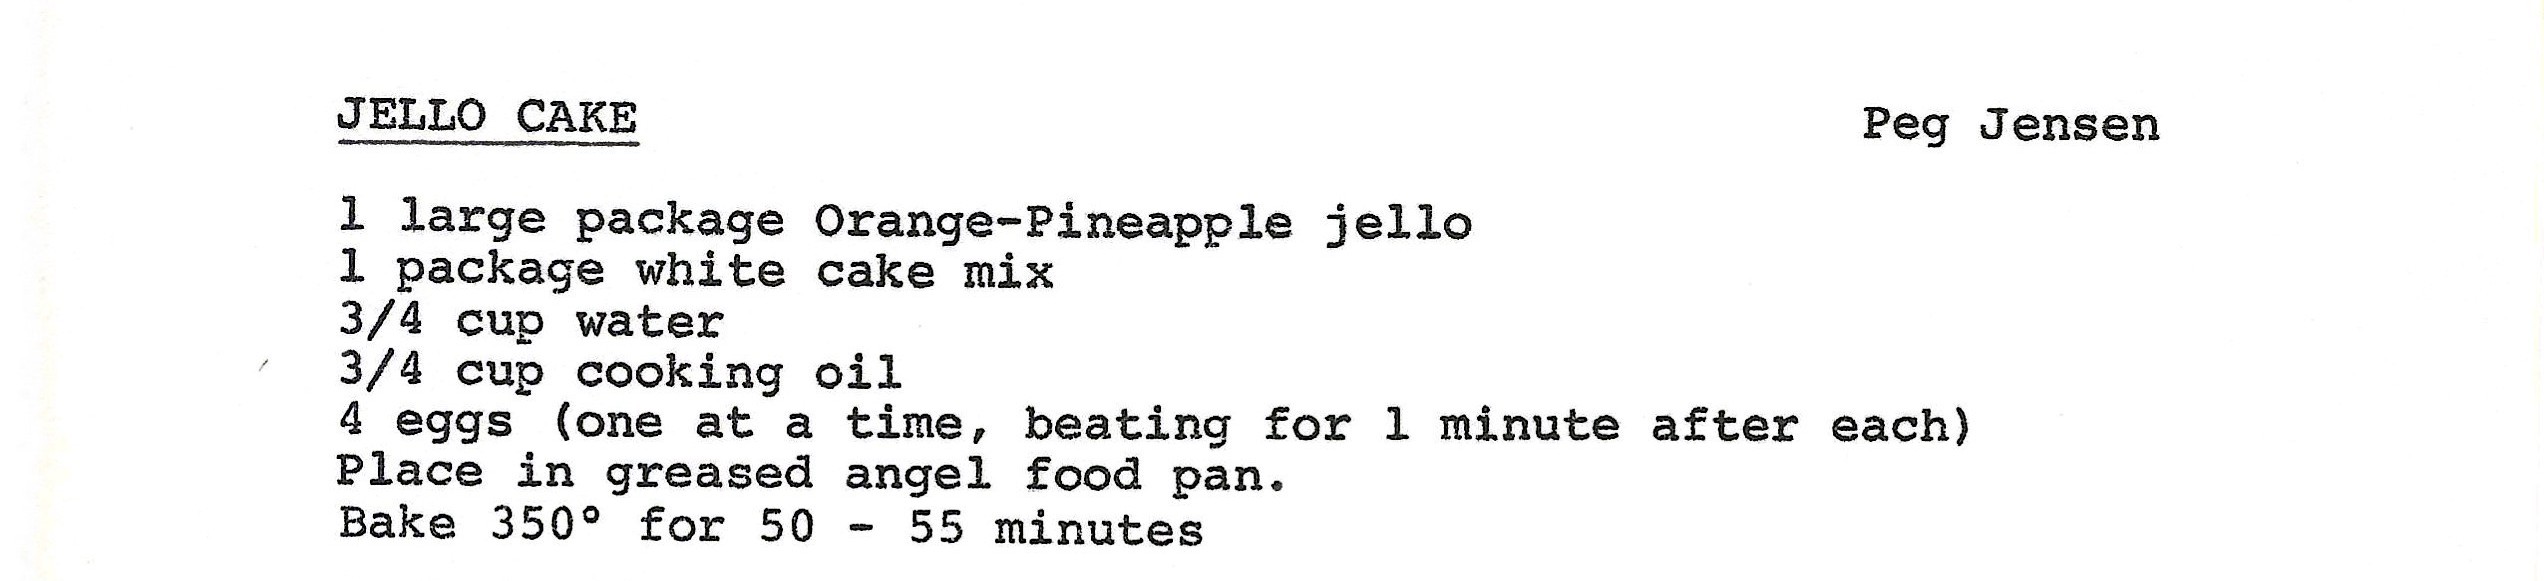 JELLO CAKE Peg Jensen
1 large package Orange-Pineapple jello
1 package white cake mix
3/4 cup water
3/4 cup cooking oil
4 eggs (one at a time, beating for 1 minute after each)
Place in greased angel food pan.
Bake 350° for 50 - 55 minutes